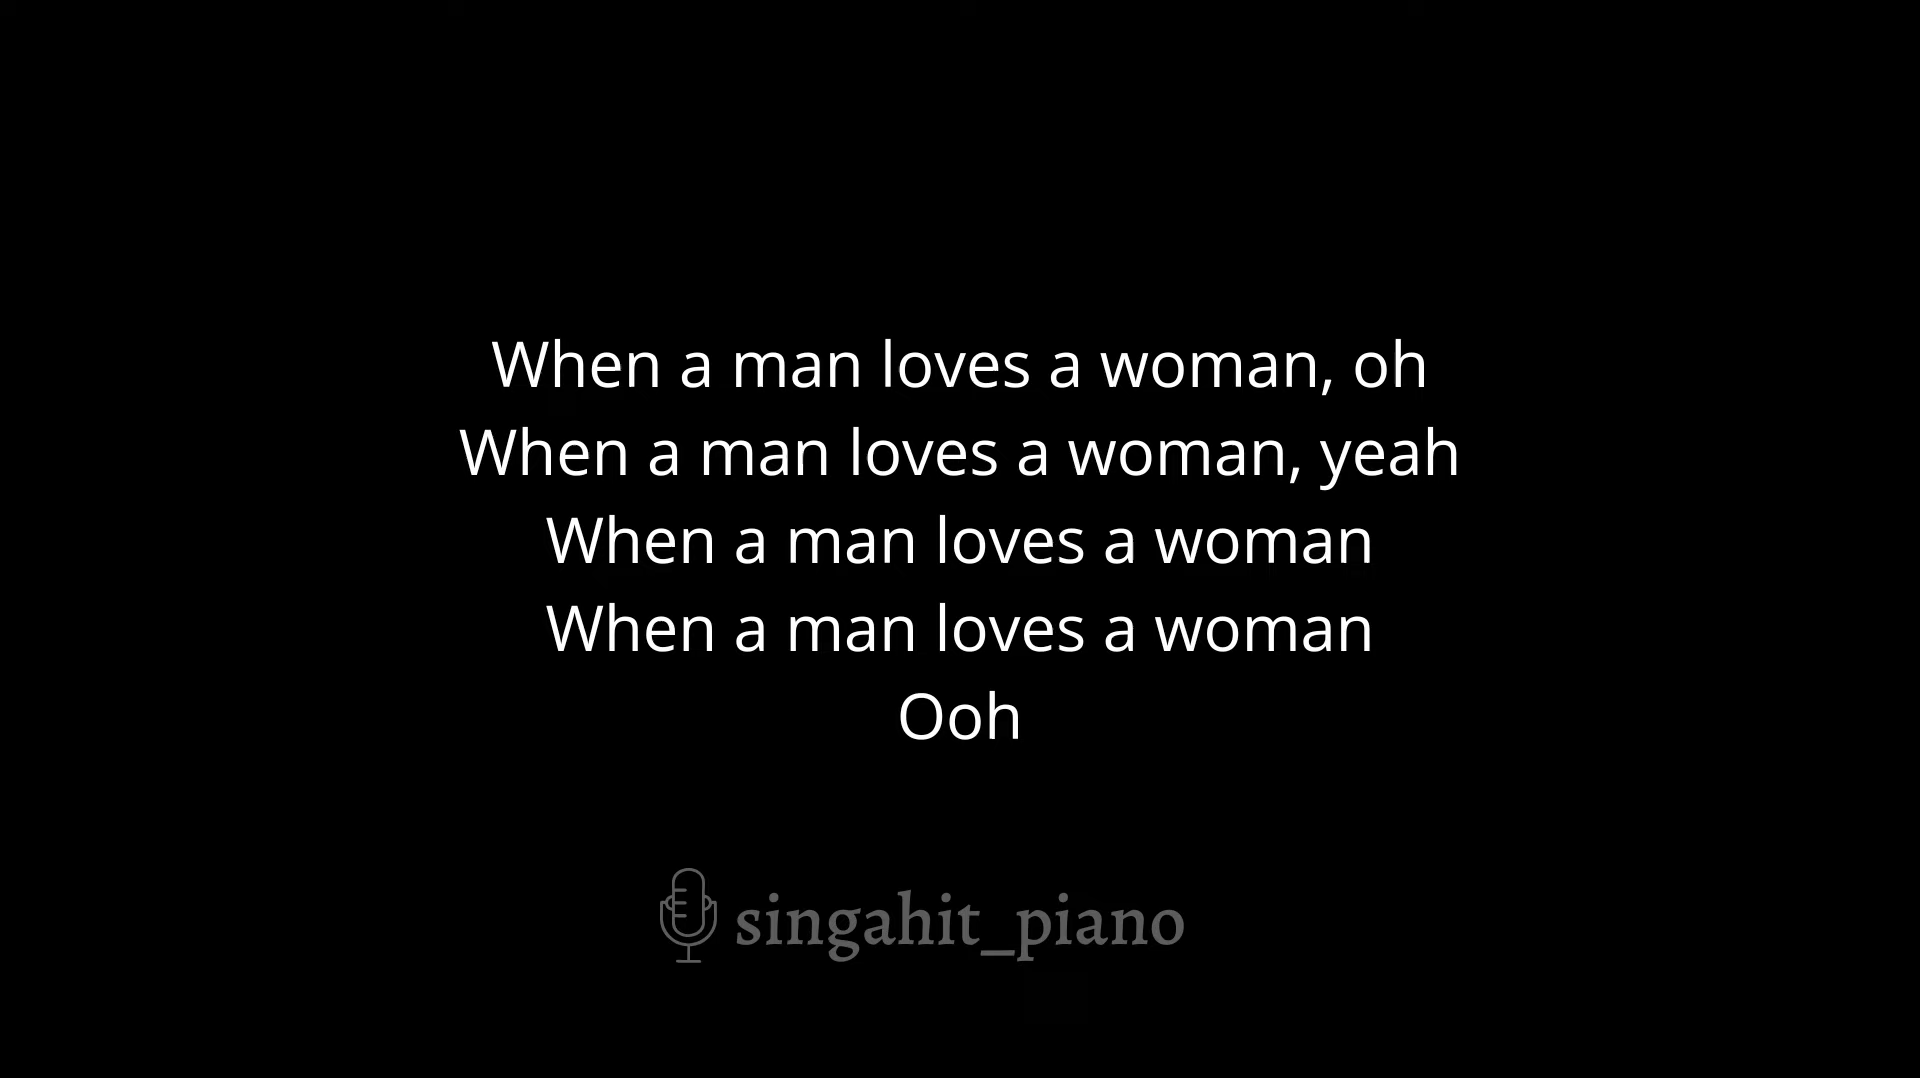 When a man loves a woman, oh
When a man loves a woman, yeah
When a man loves a woman
When a man loves a woman
Ooh
singahit_piano